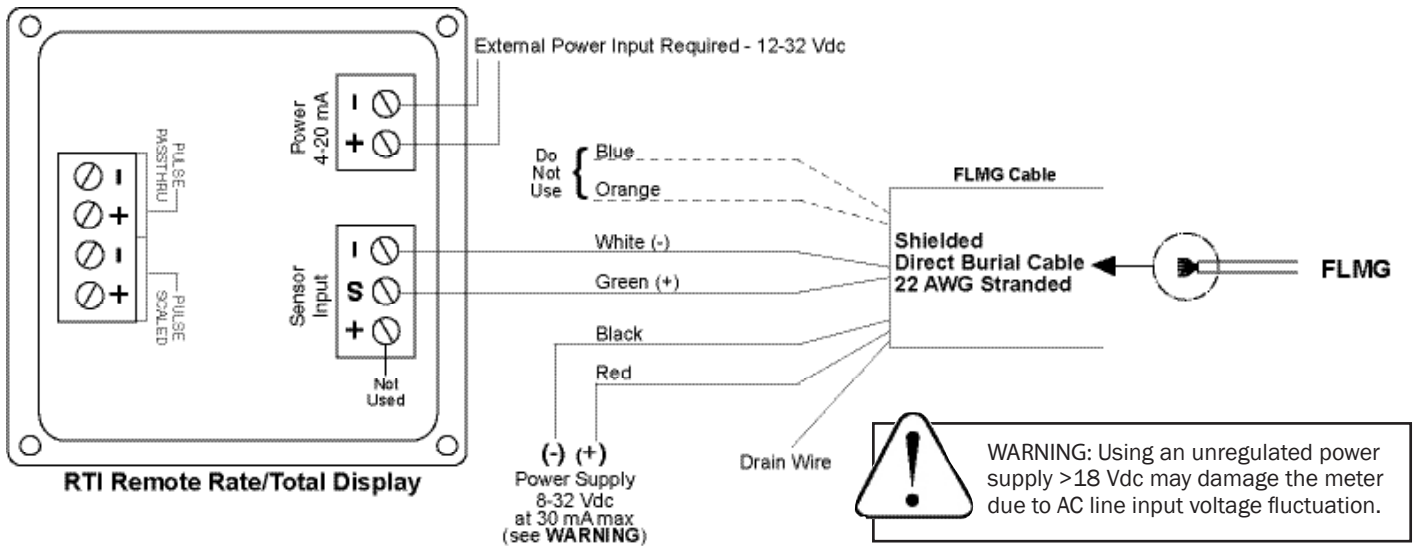 External Power Input Required - 12-32 Vdc
Power
4-20 mA
-
+
PULSE
PASSTHRU
-
+
-
+
PULSE
SCALED
Sensor
Input
-
S
+
Not
Used
RTI Remote Rate/Total Display
Do
Not
Use
{
Blue
Orange
White (-)
Green (+)
Black
Red
(-) (+)
Power Supply
8-32 Vdc
at 30 mA max
(see WARNING)
Drain Wire
FLMG Cable
Shielded
Direct Burial Cable
22 AWG Stranded
FLMG
!
WARNING: Using an unregulated power
supply >18 Vdc may damage the meter
due to AC line input voltage fluctuation.